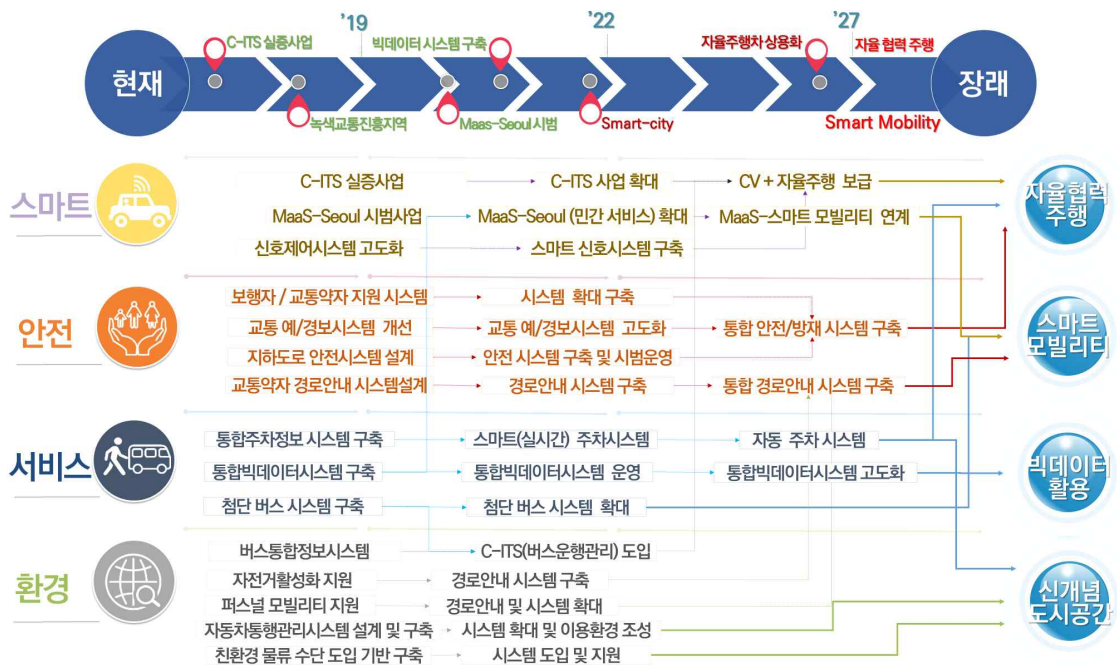 '19
'22
'27
C-ITS 실증사업
빅데이터 시스템 구축
자율주행차 상용화
자율 협력 주행
현재
장래
녹색교통진흥지역
Maas-Seoul 시범
Smart-city
Smart Mobility
스마트
C-ITS 실증사업
C-ITS 사업 확대
CV + 자율주행 보급
MaaS-Seoul 시범사업
MaaS-Seoul (민간 서비스) 확대
MaaS-스마트 모빌리티 연계
신호제어시스템 고도화
스마트 신호시스템 구축
자율협력
주행
안전
보행자 / 교통약자 지원 시스템
시스템 확대 구축
교통 예/경보시스템 개선
교통 예/경보시스템 고도화
통합 안전/방재 시스템 구축
지하도로 안전시스템 설계
안전 시스템 구축 및 시범운영
교통약자 경로안내 시스템설계
경로안내 시스템 구축
통합 경로안내 시스템 구축
스마트
모빌리티
서비스
통합주차정보 시스템 구축
스마트(실시간) 주차시스템
자동 주차 시스템
통합빅데이터시스템 구축
통합빅데이터시스템 운영
통합빅데이터시스템 고도화
첨단 버스 시스템 구축
첨단 버스 시스템 확대
빅데이터
활용
환경
버스통합정보시스템
C-ITS(버스운행관리) 도입
자전거활성화 지원
경로안내 시스템 구축
퍼스널 모빌리티 지원
경로안내 및 시스템 확대
자동차통행관리시스템 설계 및 구축
시스템 확대 및 이용환경 조성
친환경 물류 수단 도입 기반 구축
시스템 도입 및 지원
신개념
도시공간